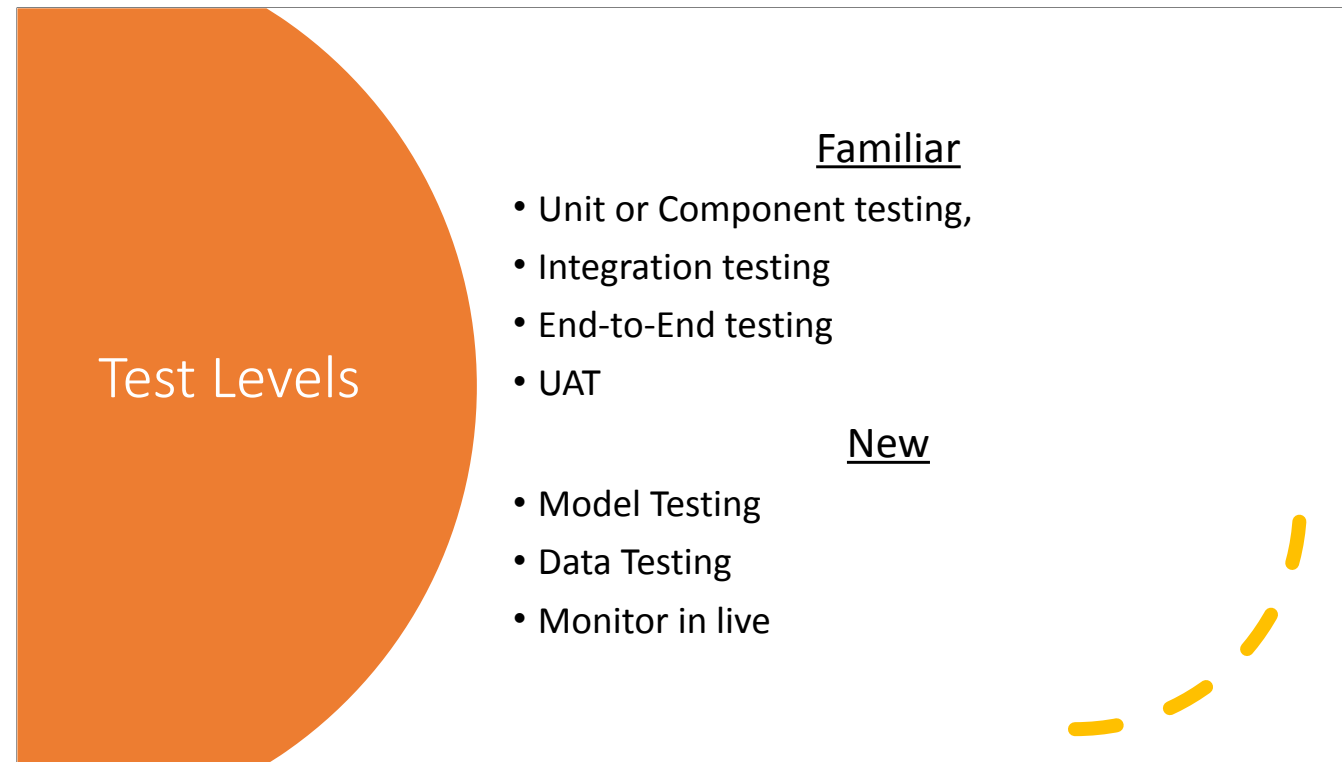 Test Levels
Familiar
• Unit or Component testing,
• Integration testing
• End-to-End testing
• UAT
New
• Model Testing
• Data Testing
• Monitor in live